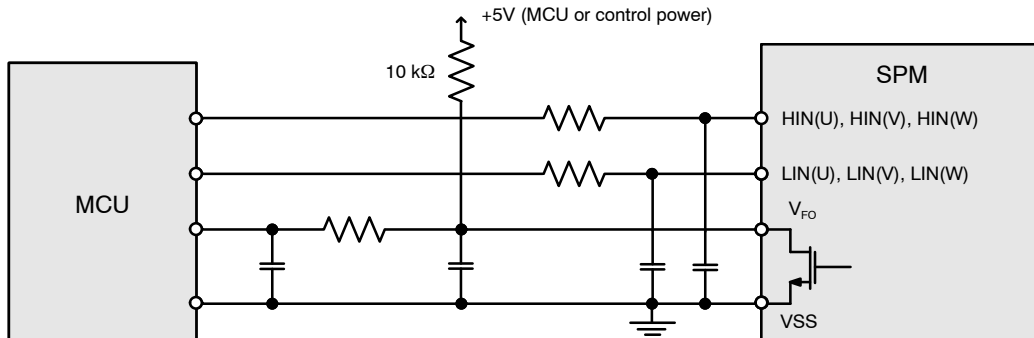 +5V (MCU or control power)
10 kΩ
SPM
HIN(U), HIN(V), HIN(W)
LIN(U), LIN(V), LIN(W)
MCU
VFO
VSS